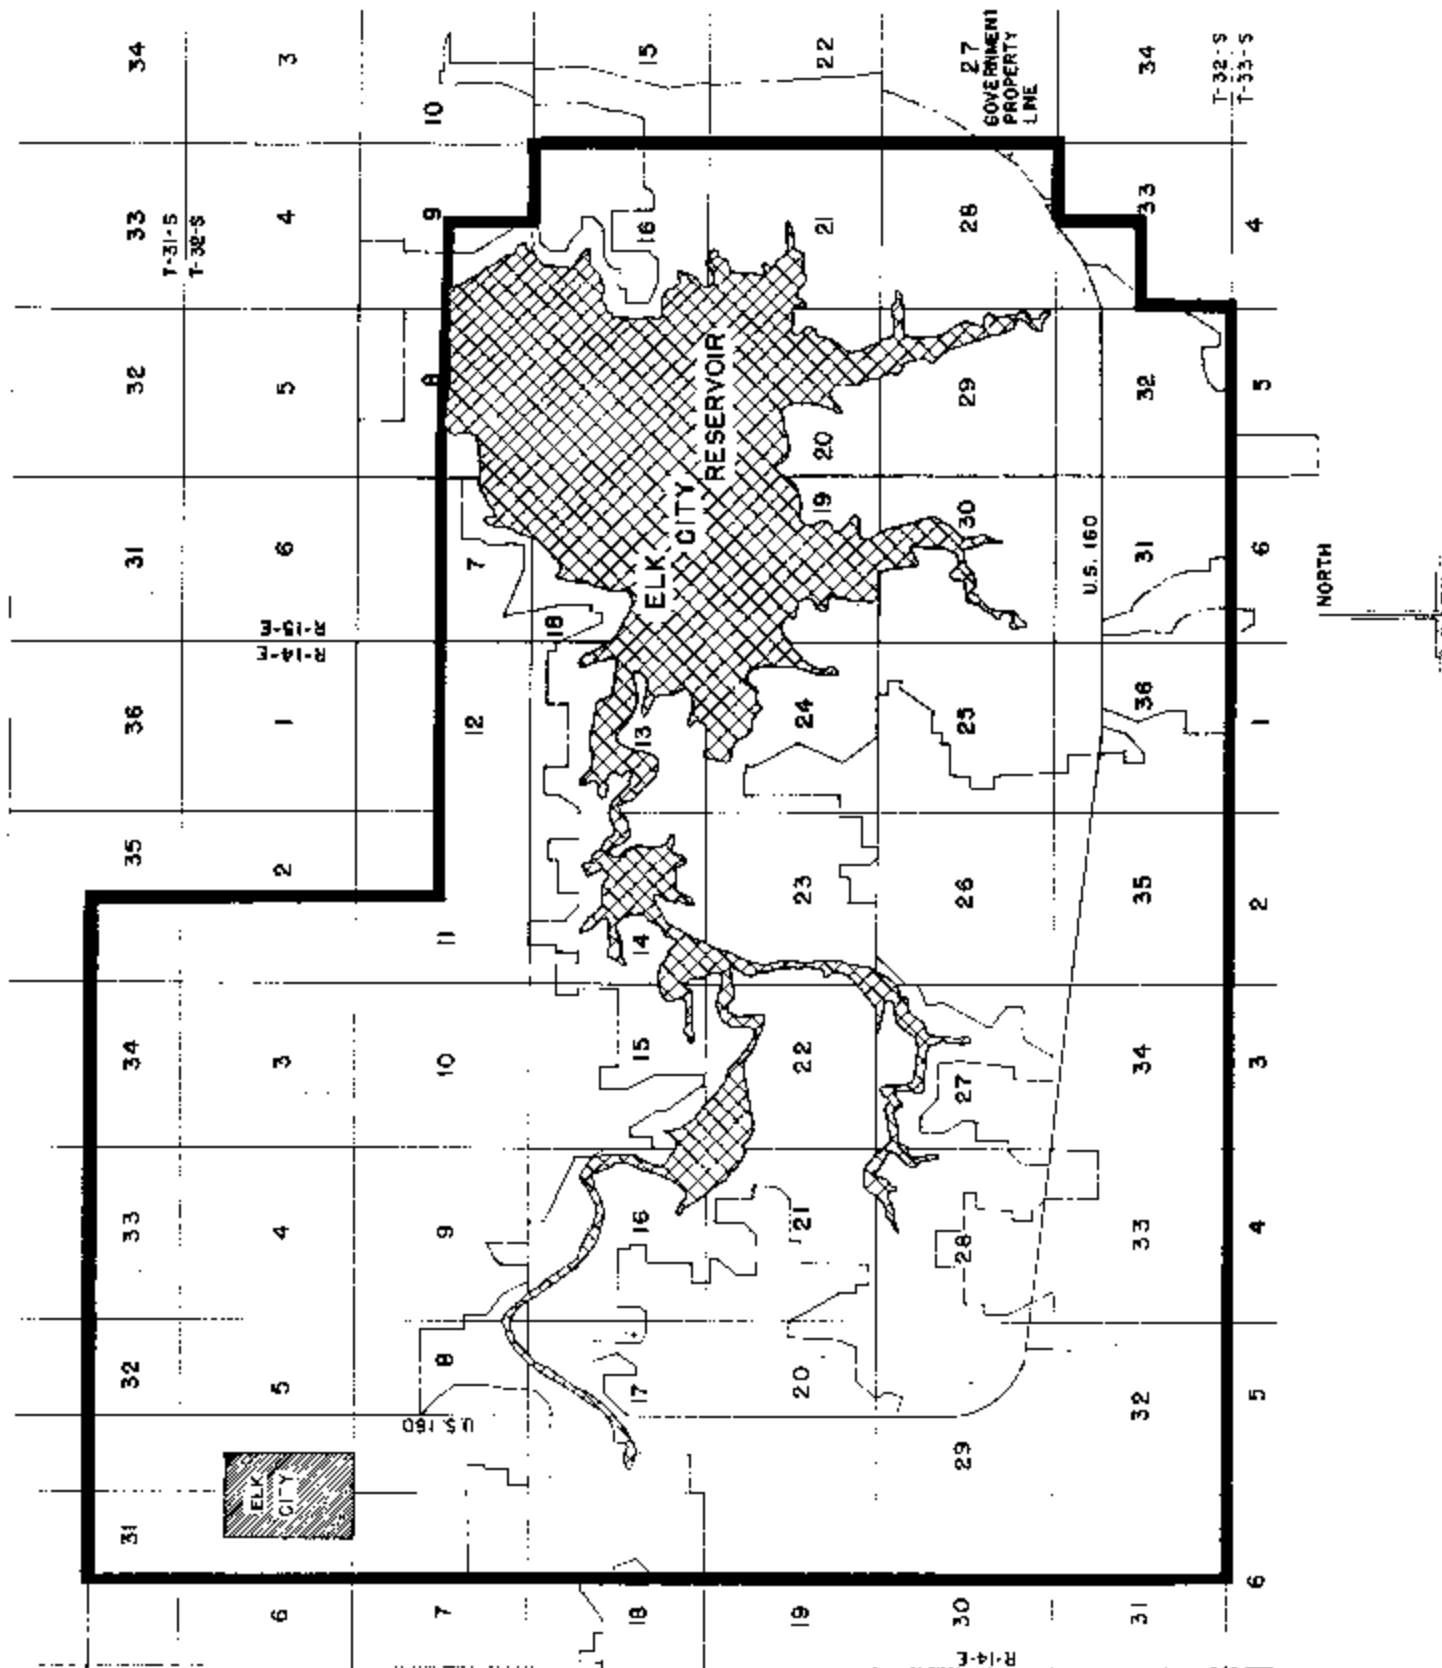 31 32 33 34 35 36 31 32 33 34
T-31-S
T-32-S
ELK
CITY
6 5 4 3 2 1 6 5 4 3
R-14-E R-15-E
U.S. 160
7 8 9 10 11 12 7 8 9 10
18 17 16 15 14 13 18 16 15
ELK
CITY
RESERVOIR
19 20 21 22 23 24 19 20 21 22
30 29 28 27 26 25 30 29 28 27
GOVERNMENT
PROPERTY
LINE
R-14-E
U.S. 160
31 32 33 34 35 36 31 32 33 34
T-32-S
T-33-S
6 5 4 3 2 1 6 5 4
NORTH